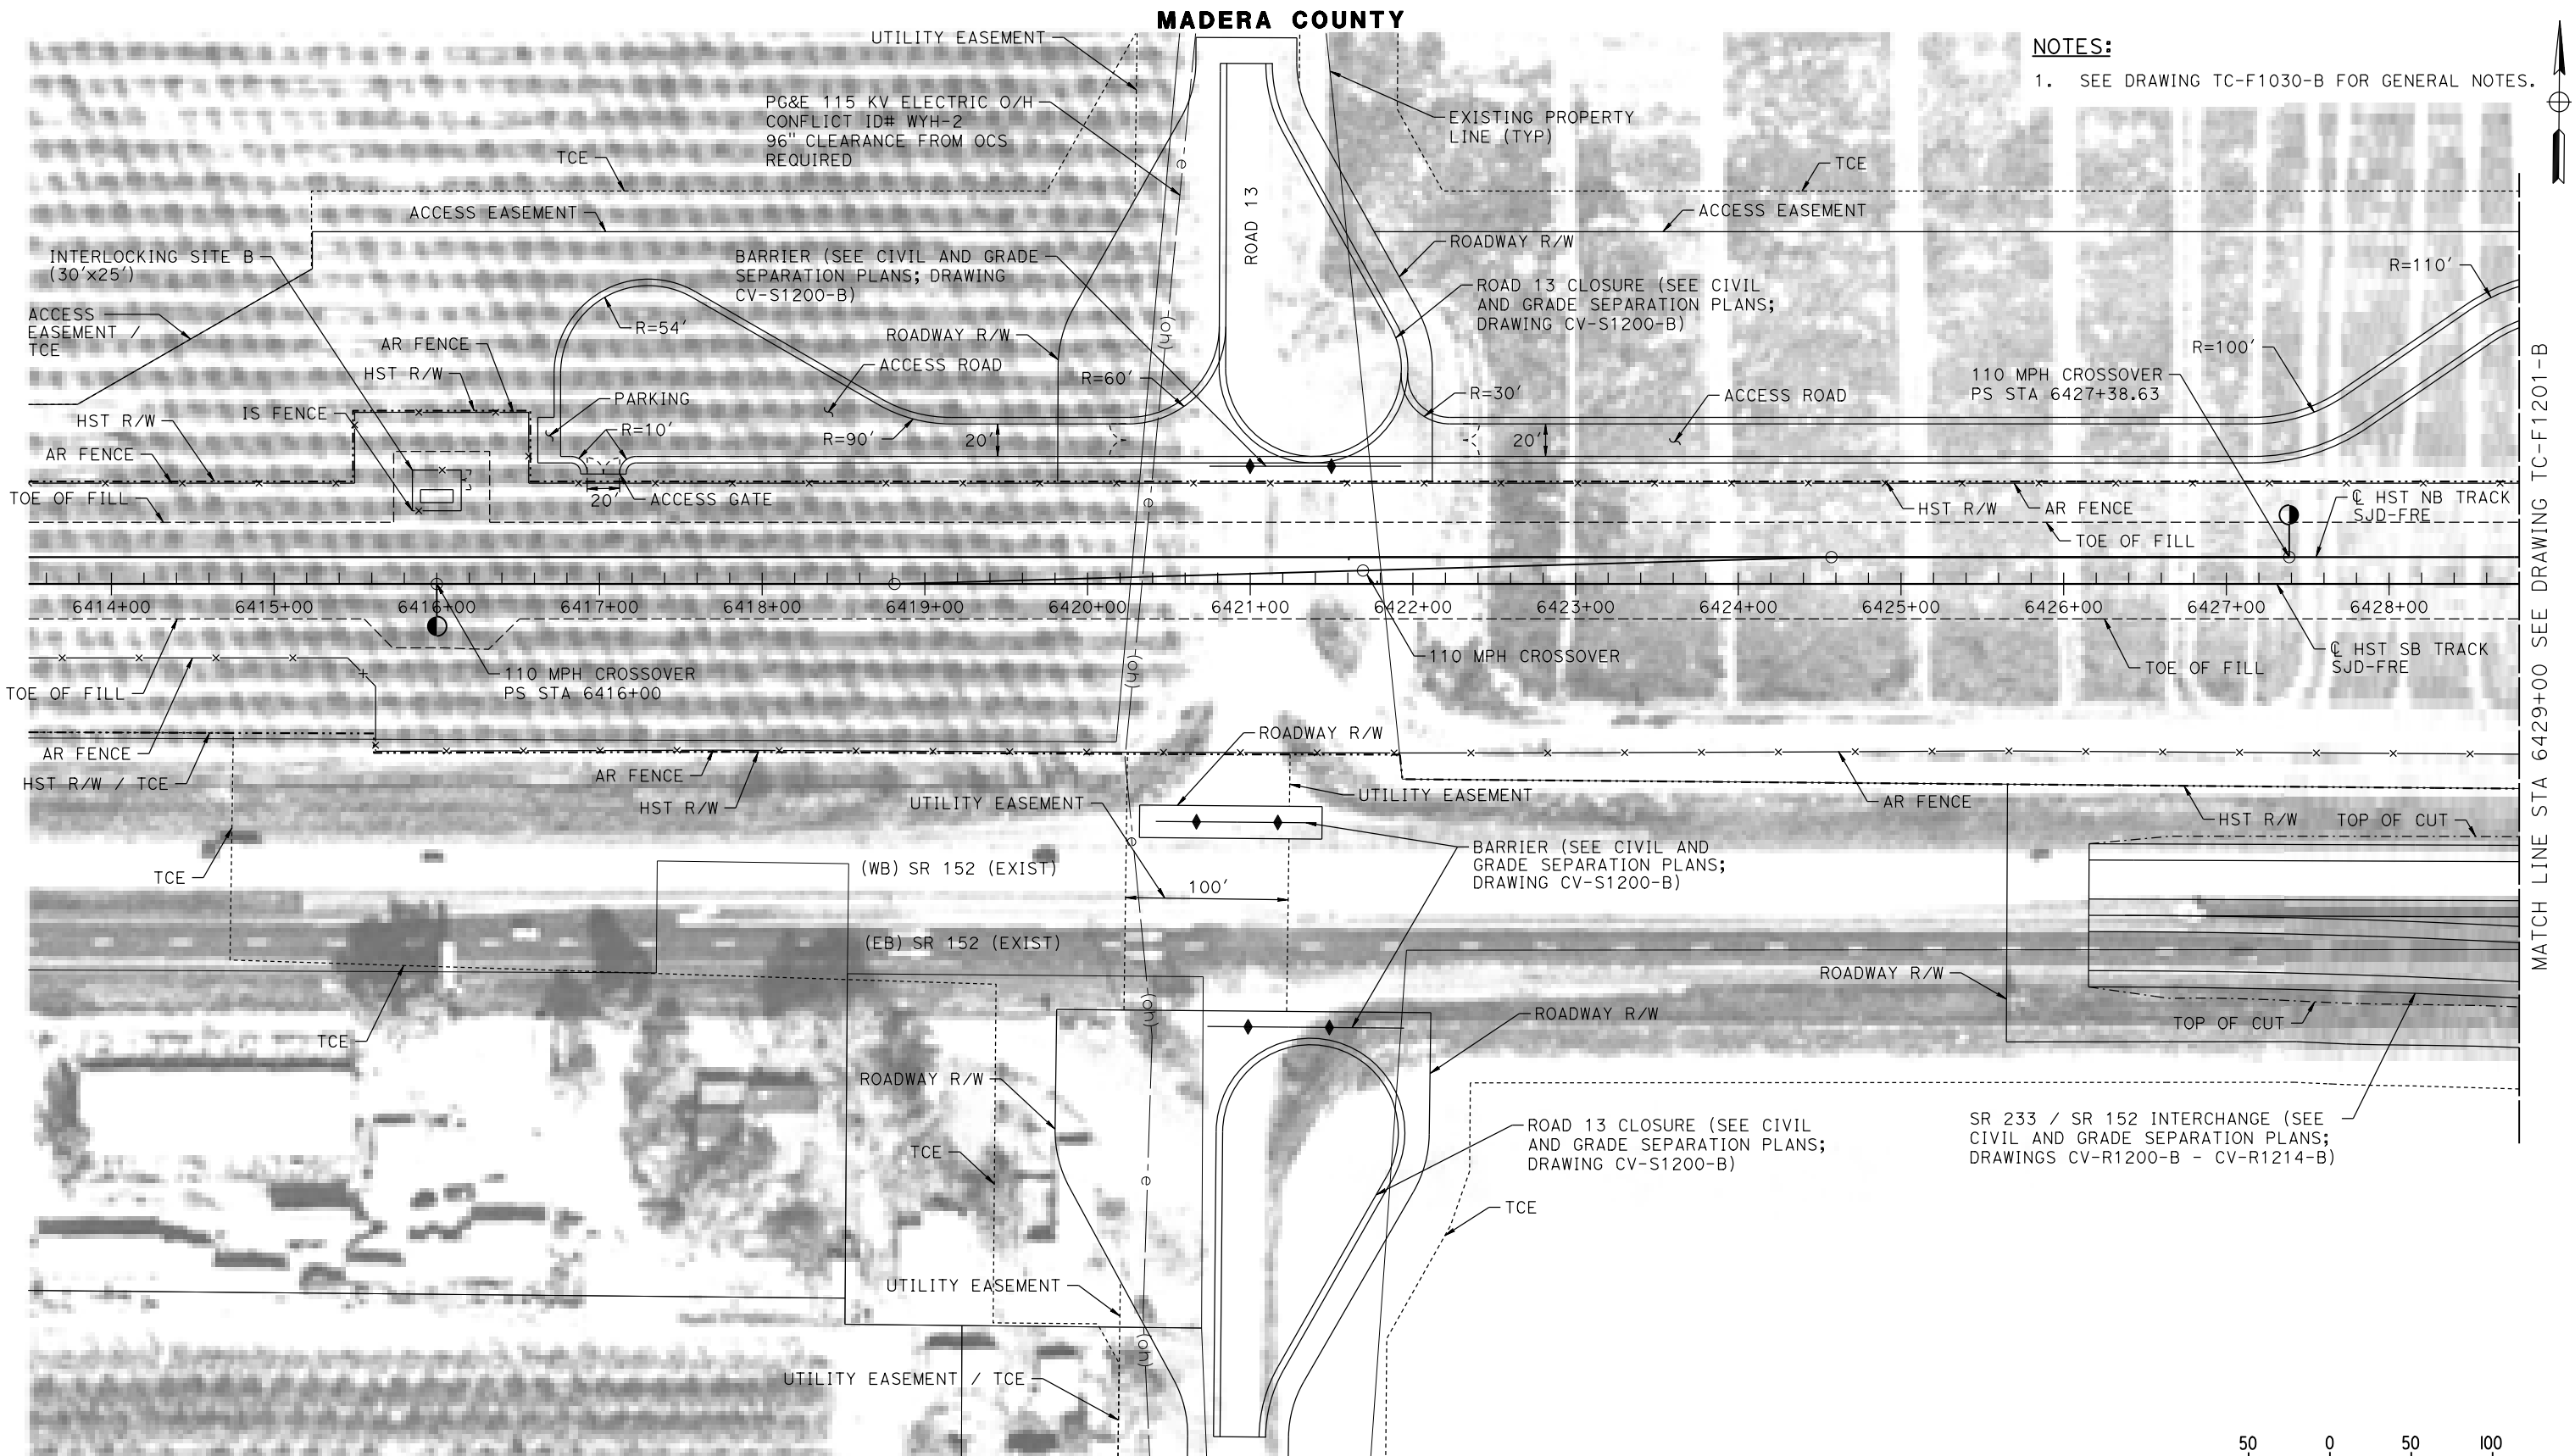 MADERA COUNTY
UTILITY EASEMENT
NOTES:
1. SEE DRAWING TC-F1030-B FOR GENERAL NOTES.
PG&E 115 KV ELECTRIC O/H
CONFLICT ID# WYH-2
96" CLEARANCE FROM OCS
REQUIRED
EXISTING PROPERTY
LINE (TYP)
TCE
TCE
e
ROAD 13
ACCESS EASEMENT
ACCESS EASEMENT
INTERLOCKING SITE B
(30'x25')
BARRIER (SEE CIVIL AND GRADE
SEPARATION PLANS; DRAWING
CV-S1200-B)
ROADWAY R/W
R=110'
ROAD 13 CLOSURE (SEE CIVIL
AND GRADE SEPARATION PLANS;
DRAWING CV-S1200-B)
ACCESS
EASEMENT /
TCE
R=54'
ROADWAY R/W
(oh)
AR FENCE
R=100'
HST R/W
ACCESS ROAD
R=60'
R=30'
110 MPH CROSSOVER
PS STA 6427+38.63
ACCESS ROAD
PARKING
IS FENCE
HST R/W
R=10'
R=90'
20'
20'
AR FENCE
TOE OF FILL
20'
ACCESS GATE
e
HST R/W
AR FENCE
℄ HST NB TRACK
SJD-FRE
TOE OF FILL
6414+00
6415+00
6416+00
6417+00
6418+00
6419+00
6420+00
6421+00
6422+00
6423+00
6424+00
6425+00
6426+00
6427+00
6428+00
MATCH LINE STA 6429+00 SEE DRAWING TC-F1201-B
110 MPH CROSSOVER
℄ HST SB TRACK
SJD-FRE
TOE OF FILL
(oh)
110 MPH CROSSOVER
PS STA 6416+00
TOE OF FILL
ROADWAY R/W
AR FENCE
AR FENCE
HST R/W / TCE
HST R/W
UTILITY EASEMENT
UTILITY EASEMENT
AR FENCE
HST R/W
TOP OF CUT
e
BARRIER (SEE CIVIL AND
GRADE SEPARATION PLANS;
DRAWING CV-S1200-B)
TCE
(WB) SR 152 (EXIST)
100'
(EB) SR 152 (EXIST)
ROADWAY R/W
(oh)
ROADWAY R/W
TOP OF CUT
TCE
ROADWAY R/W
ROAD 13 CLOSURE (SEE CIVIL
AND GRADE SEPARATION PLANS;
DRAWING CV-S1200-B)
SR 233 / SR 152 INTERCHANGE (SEE
CIVIL AND GRADE SEPARATION PLANS;
DRAWINGS CV-R1200-B - CV-R1214-B)
TCE
e
TCE
UTILITY EASEMENT
(oh)
UTILITY EASEMENT / TCE
50 0 50 100